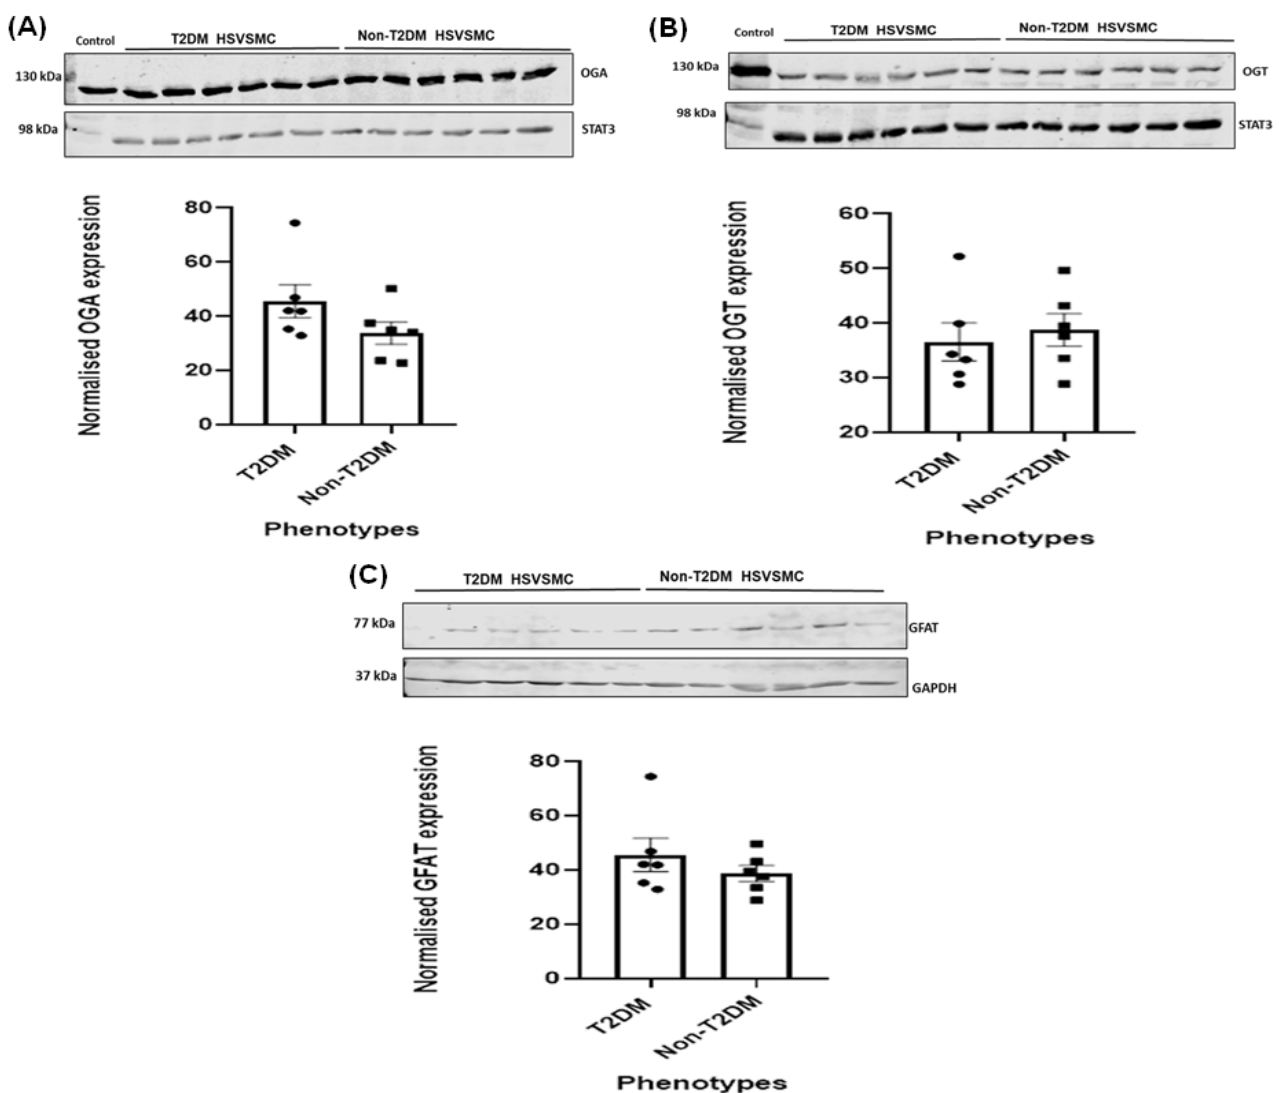 (A)
Control T2DM HSVSMC Non-T2DM HSVSMC
130 kDa OGA
98 kDa STAT3
Normalised OGA expression
80
60
40
20
0
T2DM
Non-T2DM
Phenotypes
(B)
Control T2DM HSVSMC Non-T2DM HSVSMC
130 kDa OGT
98 kDa STAT3
Normalised OGT expression
60
50
40
30
20
T2DM
Non-T2DM
Phenotypes
(C)
T2DM HSVSMC Non-T2DM HSVSMC
77 kDa GFAT
37 kDa GAPDH
Normalised GFAT expression
80
60
40
20
0
T2DM
Non-T2DM
Phenotypes